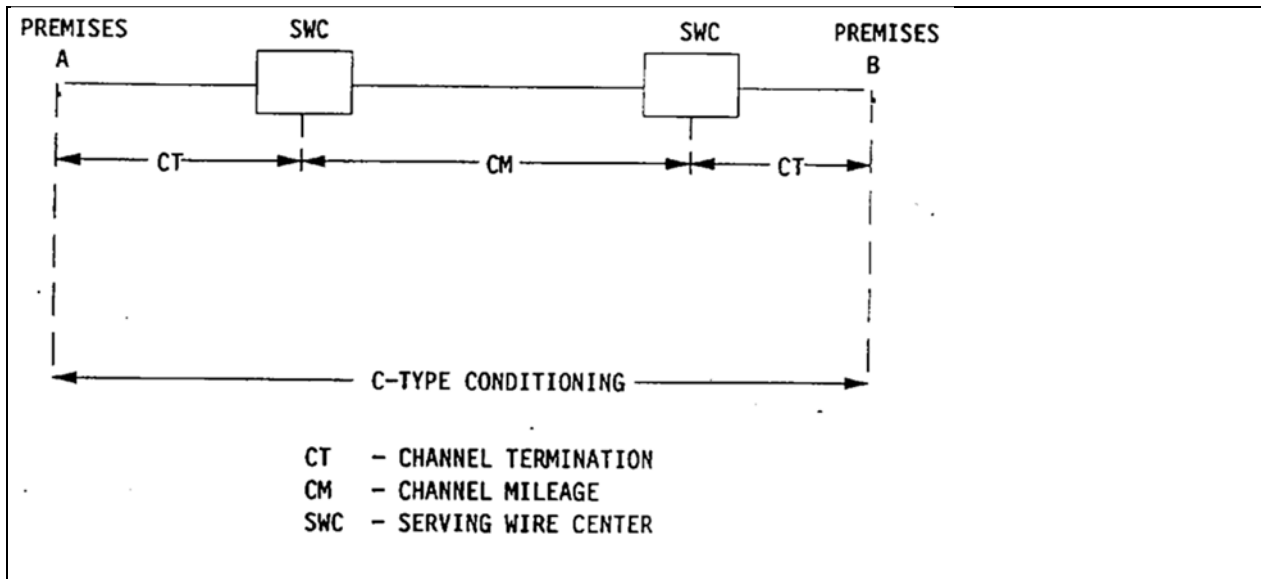 PREMISES SWC SWC PREMISES
A B
CT CM CT
C-TYPE CONDITIONING
CT - CHANNEL TERMINATION
CM - CHANNEL MILEAGE
SWC - SERVING WIRE CENTER